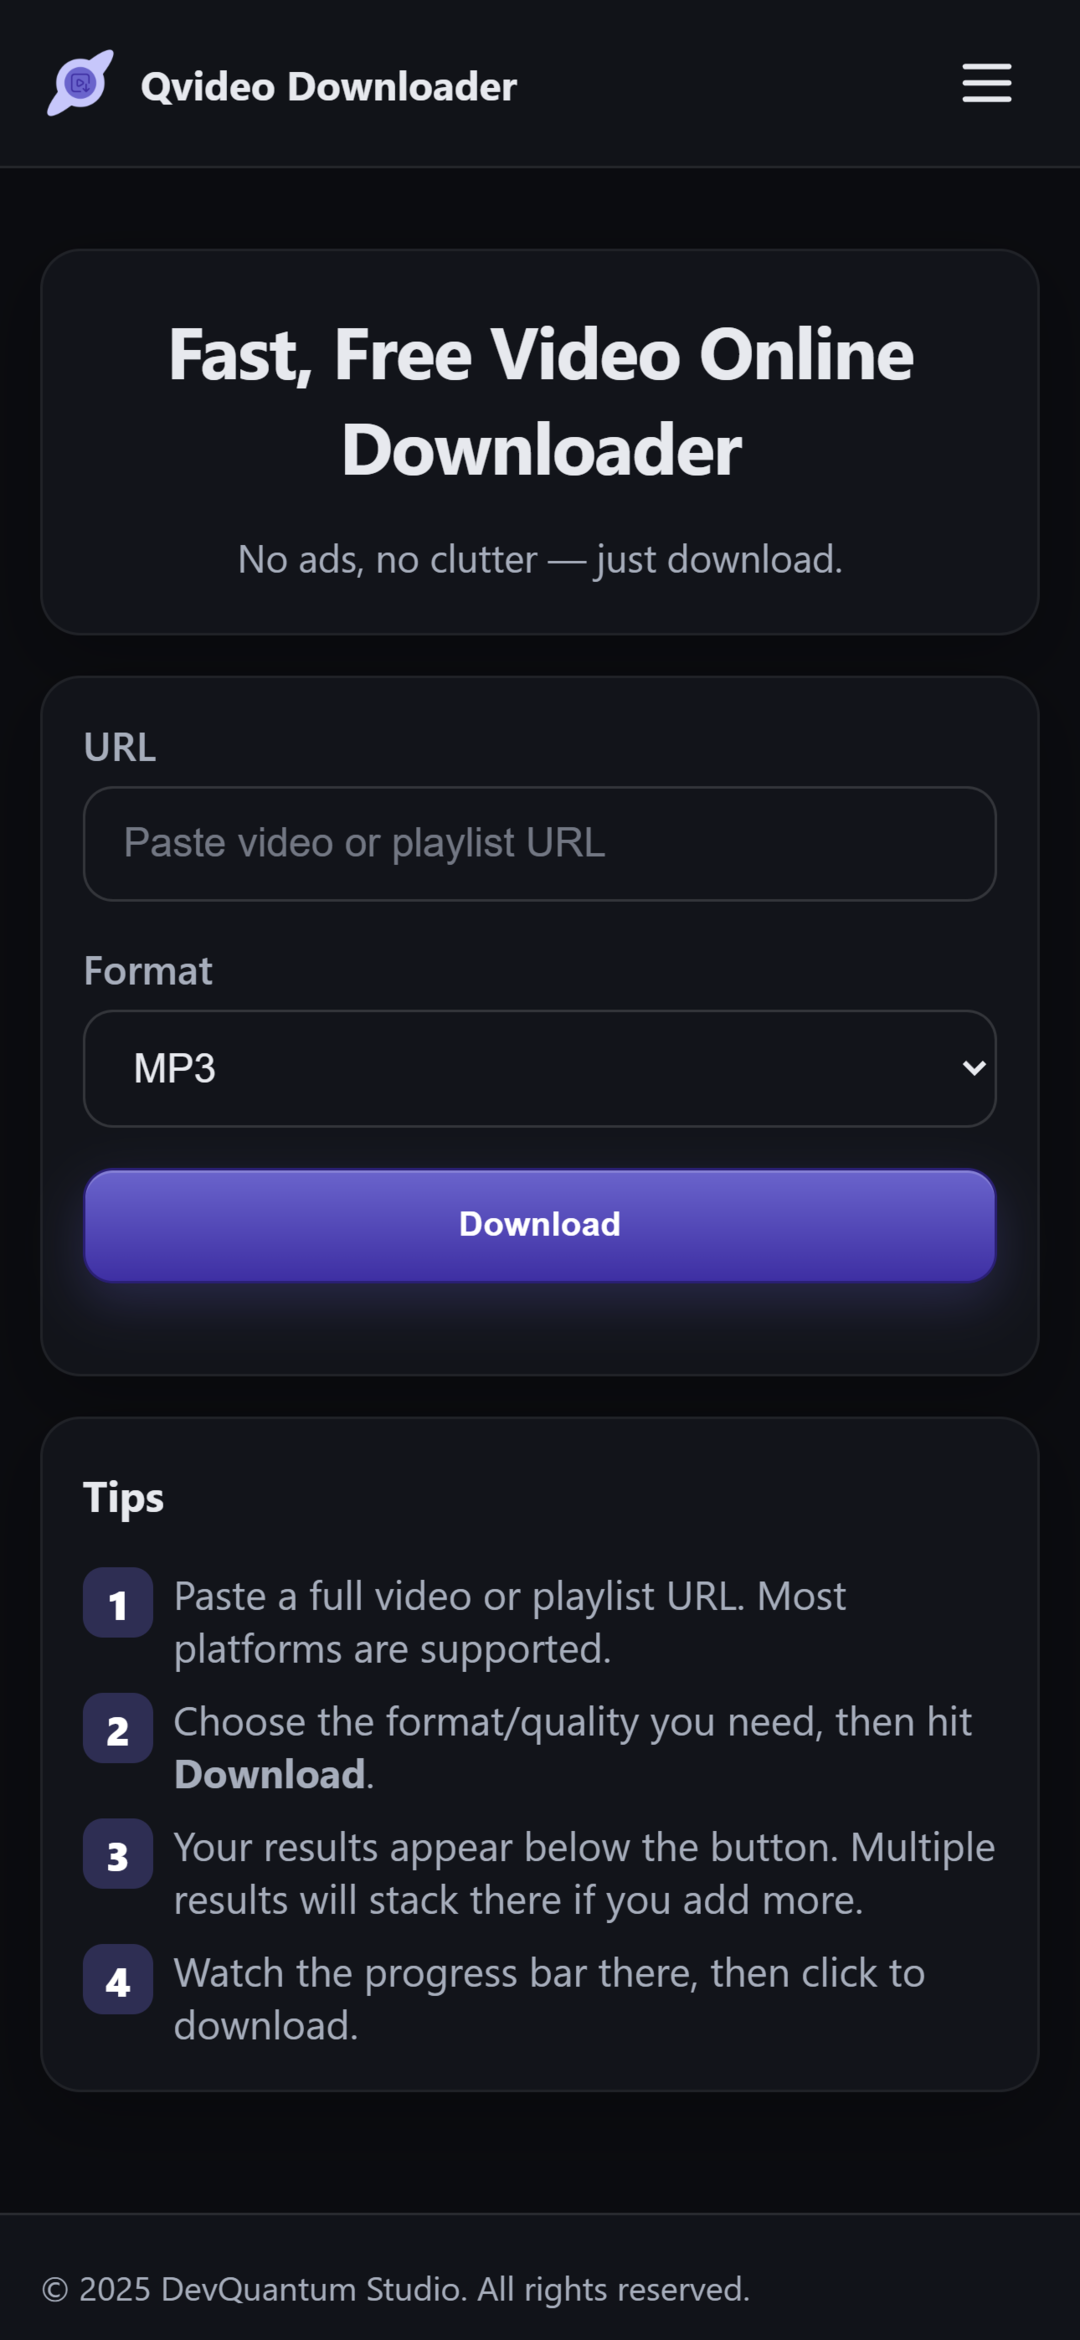 Qvideo Downloader
Fast, Free Video Online
Downloader
No ads, no clutter — just download.
URL
Paste video or playlist URL
Format
MP3
Download
Tips
1 Paste a full video or playlist URL. Most
platforms are supported.
2 Choose the format/quality you need, then hit
Download.
3 Your results appear below the button. Multiple
results will stack there if you add more.
4 Watch the progress bar there, then click to
download.
© 2025 DevQuantum Studio. All rights reserved.